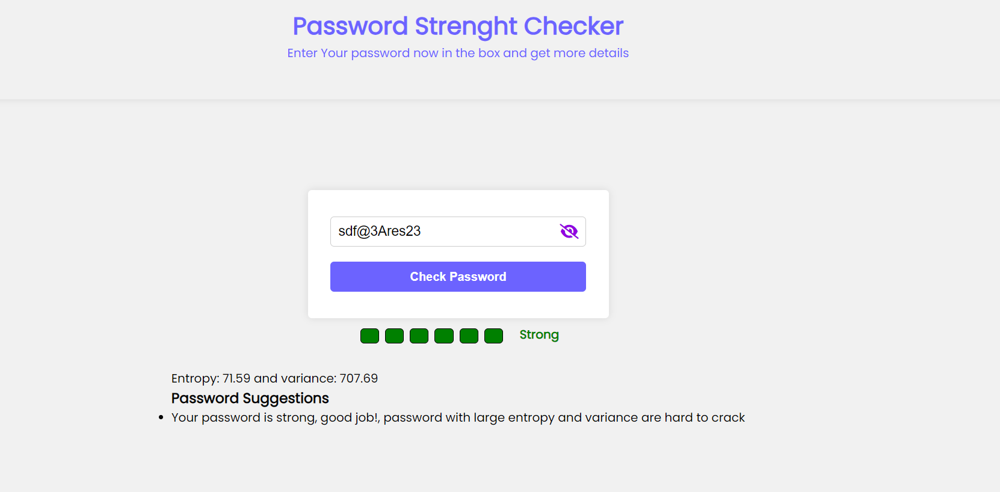 Password Strenght Checker
Enter Your password now in the box and get more details
sdf@3Ares23
Check Password
Strong
Entropy: 71.59 and variance: 707.69
Password Suggestions
Your password is strong, good job!, password with large entropy and variance are hard to crack